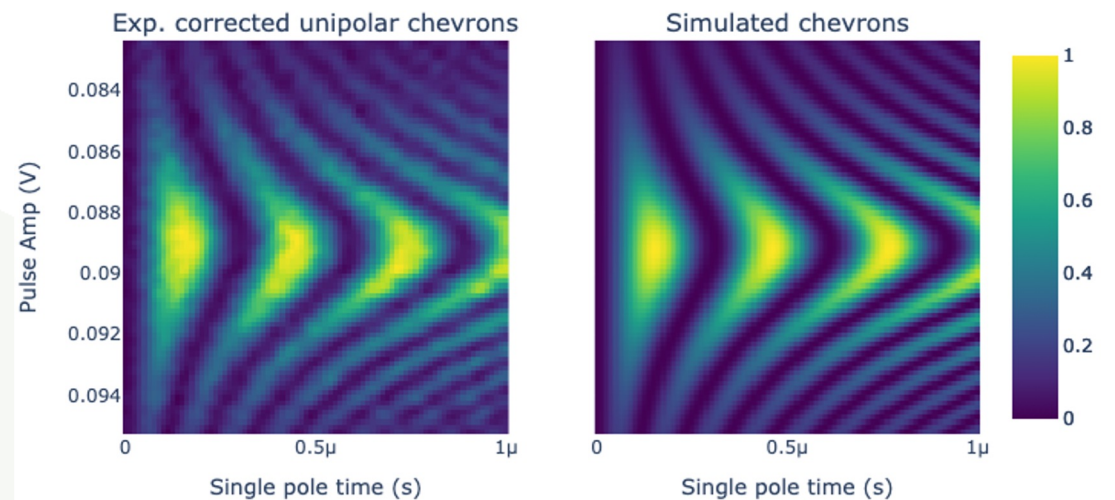 Exp. corrected unipolar chevrons
Simulated chevrons
Pulse Amp (V)
0.084
0.086
0.088
0.09
0.092
0.094
0
0.5μ
1μ
Single pole time (s)
0
0.5μ
1μ
Single pole time (s)
1
0.8
0.6
0.4
0.2
0